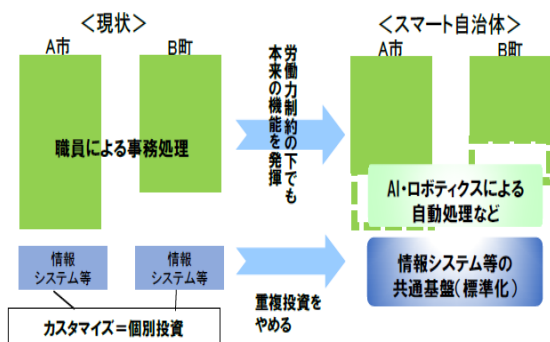 ＜現状＞
A市
B町
職員による事務処理
情報
システム等
情報
システム等
カスタマイズ＝個別投資
労働力制約の下でも
本来の機能を発揮
重複投資を
やめる
＜スマート自治体＞
A市
B町
AI・ロボティクスによる
自動処理など
情報システム等の
共通基盤（標準化）